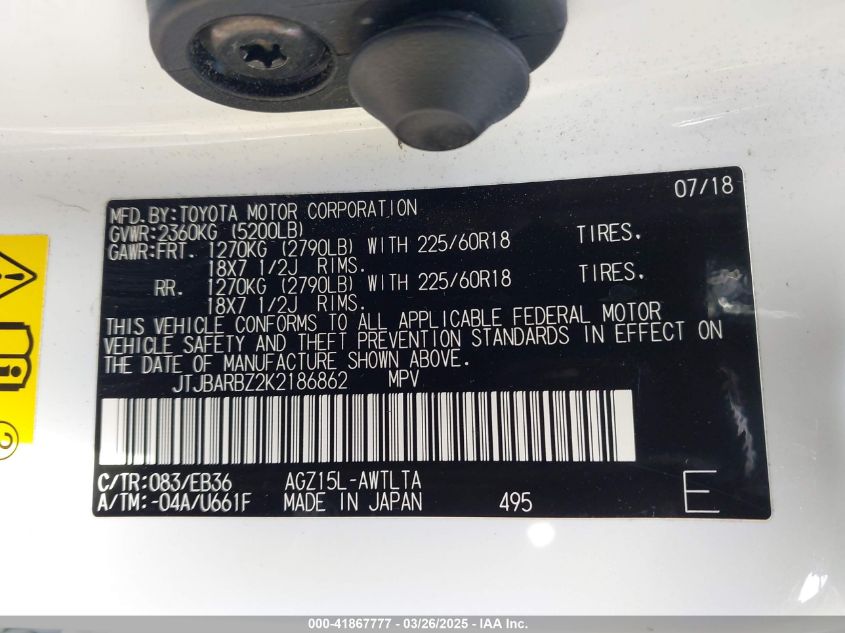 07/18
MFD.BY:TOYOTA MOTOR CORPORATION
GVWR:2360KG (5200LB)
GAWR:FRT. 1270KG (2790LB) WITH 225/60R18 TIRES.
18X7 1/2J RIMS.
RR. 1270KG (2790LB) WITH 225/60R18 TIRES.
18X7 1/2J RIMS.
THIS VEHICLE CONFORMS TO ALL APPLICABLE FEDERAL MOTOR
VEHICLE SAFETY AND THEFT PREVENTION STANDARDS IN EFFECT ON
THE DATE OF MANUFACTURE SHOWN ABOVE.
JTJBARBZ2K2186862 MPV
C/TR:083/EB36 AGZ15L-AWTLTA
A/TM:-04A/U661F MADE IN JAPAN 495 E
000-41867777 - 03/26/2025 - IAA Inc.